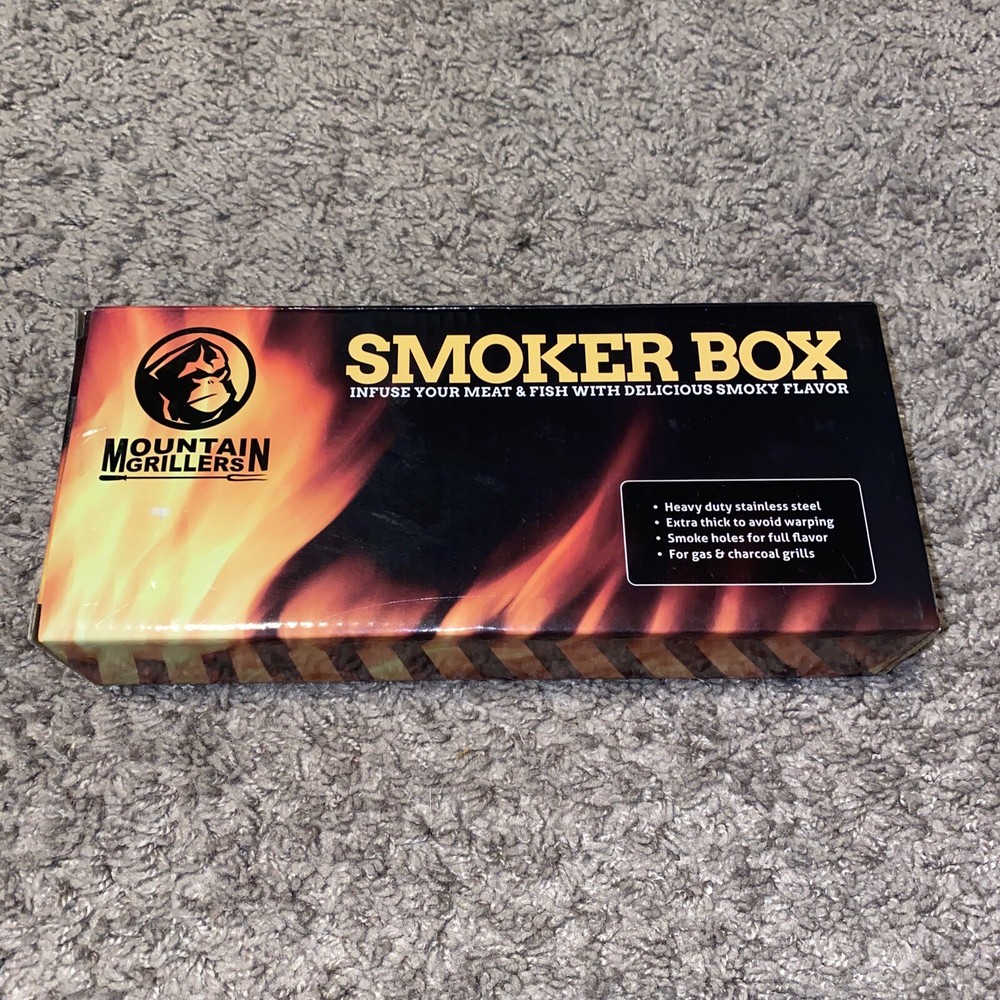 MOUNTAIN
GRILLERSN
SMOKER BOX
INFUSE YOUR MEAT & FISH WITH DELICIOUS SMOKY FLAVOR
• Heavy duty stainless steel
• Extra thick to avoid warping
• Smoke holes for full flavor
• For gas & charcoal grills